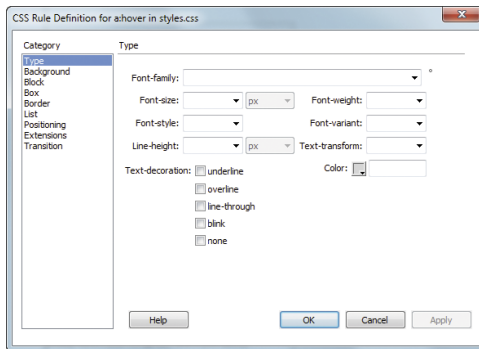 CSS Rule Definition for a:hover in styles.css
Category
Type
Background
Block
Box
Border
List
Positioning
Extensions
Transition
Type
Font-family:
Font-size: px Font-weight:
Font-style: Font-variant:
Line-height: px Text-transform:
Text-decoration: underline Color:
overline
line-through
blink
none
Help OK Cancel Apply